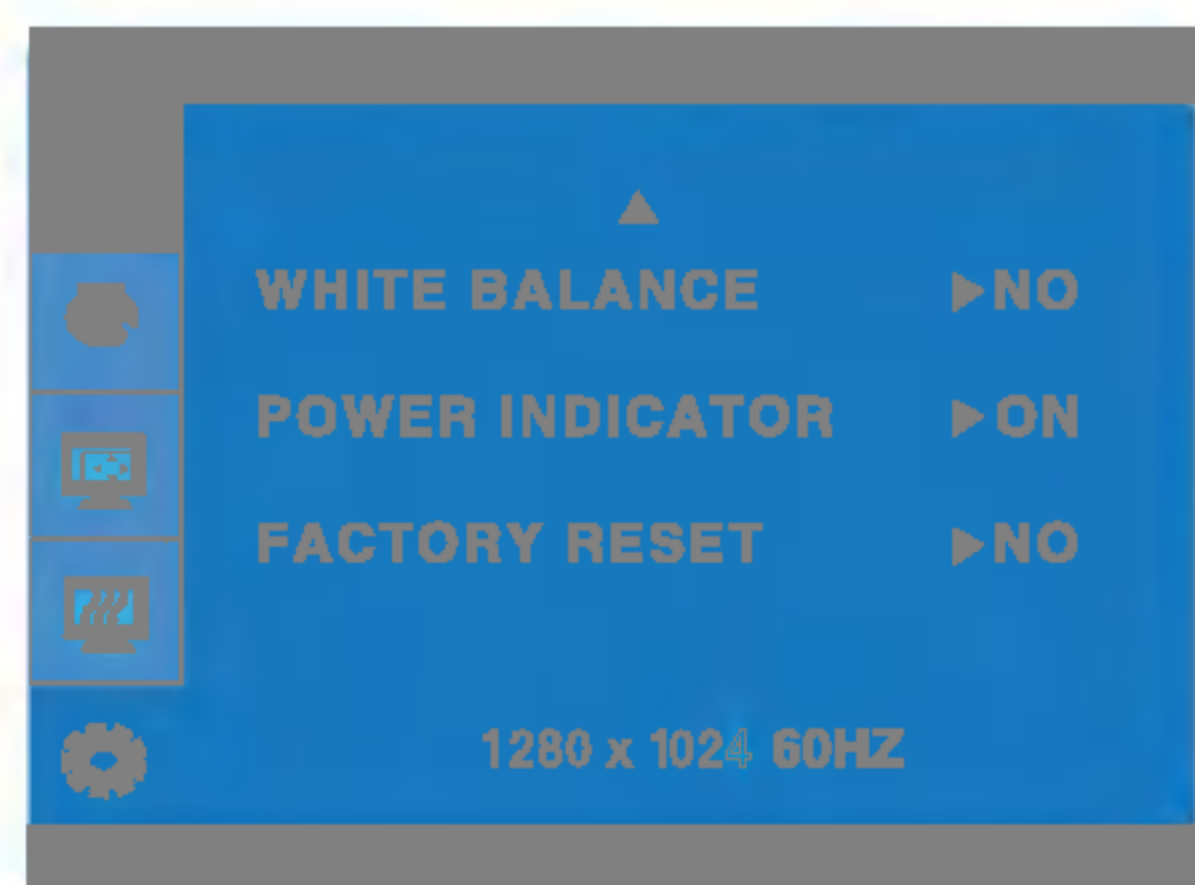 WHITE BALANCE ▶NO
POWER INDICATOR ▶ON
FACTORY RESET ▶NO
1280 x 1024 60HZ